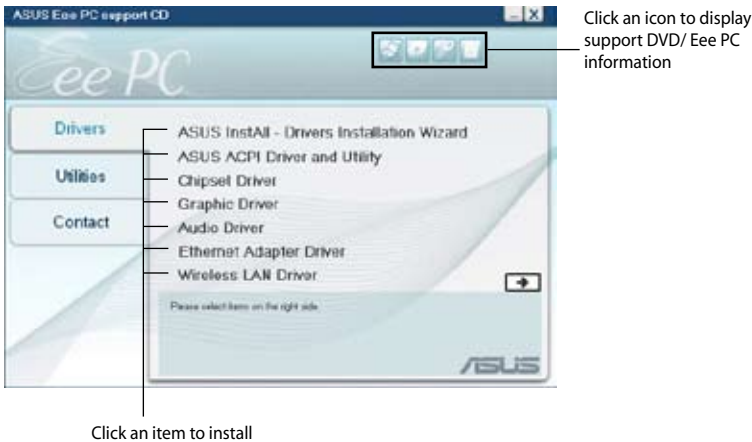 ASUS Eee PC support CD
Click an icon to display
support DVD/ Eee PC
information
Eee PC
Drivers
Utilities
Contact
ASUS InstAll - Drivers Installation Wizard
ASUS ACPI Driver and Utility
Chipset Driver
Graphic Driver
Audio Driver
Ethernet Adapter Driver
Wireless LAN Driver
Please select items on the right side
ASUS
Click an item to install